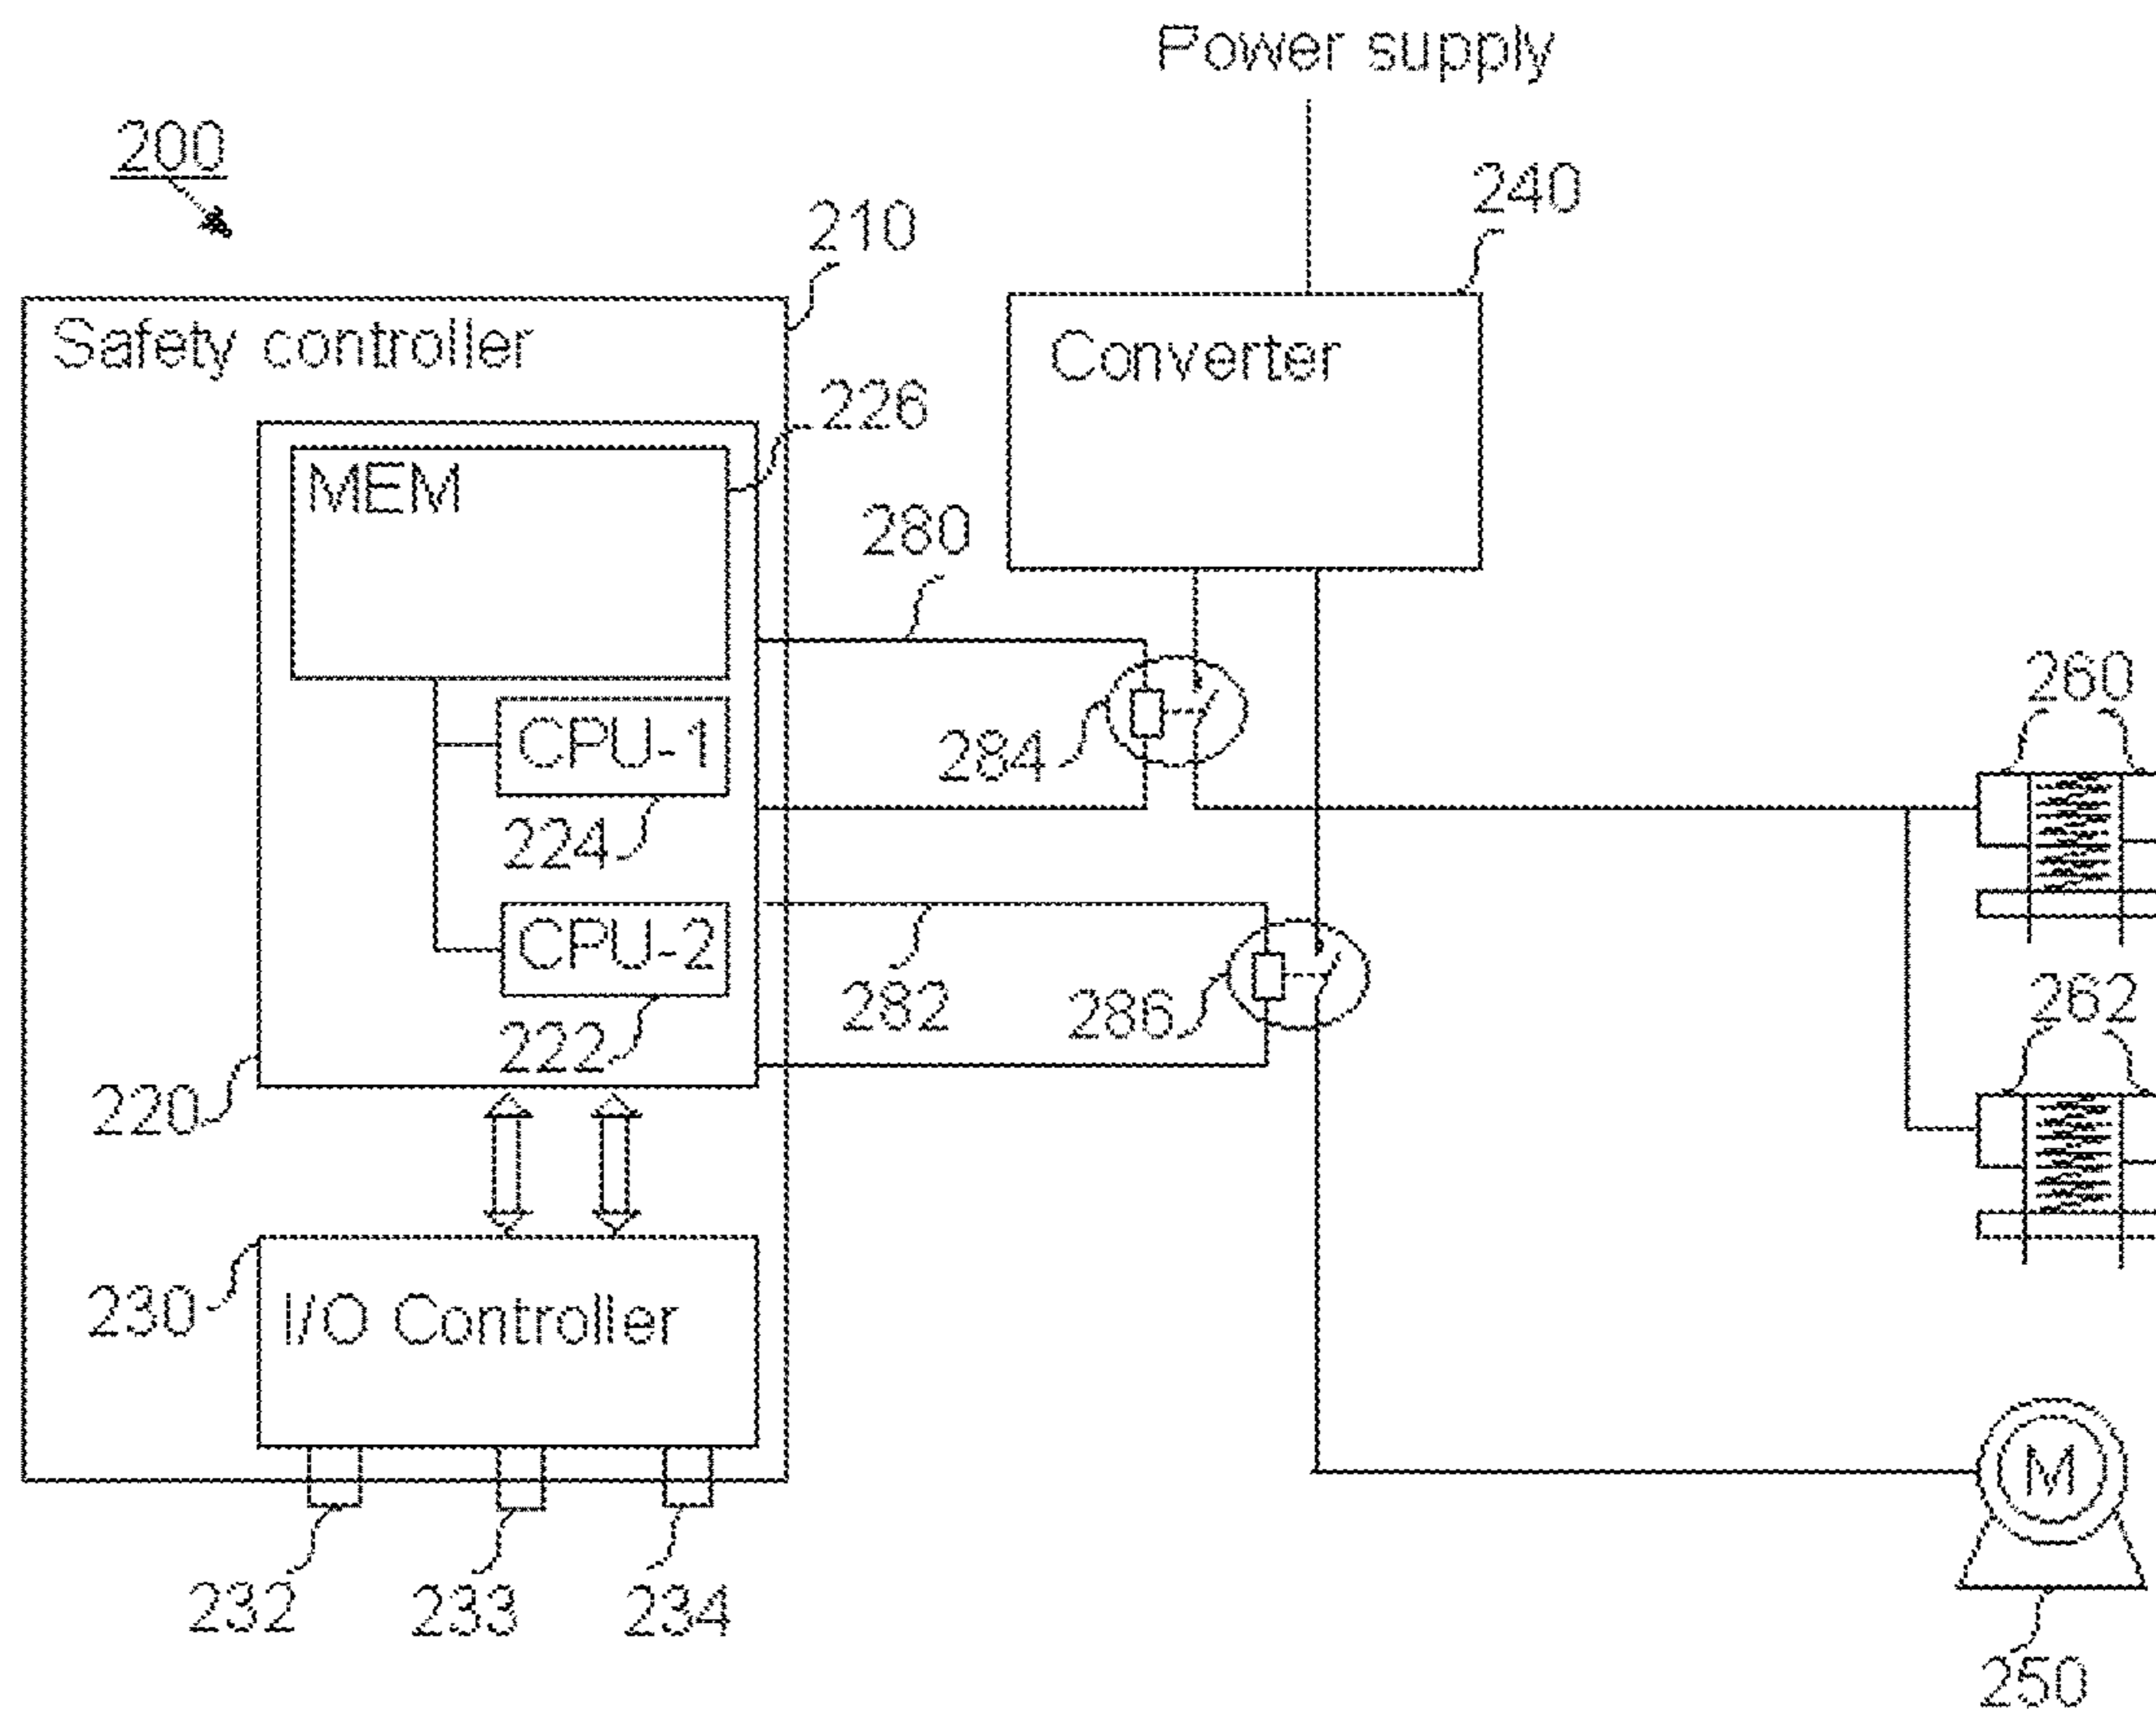 Power supply
200
240
210
Safety controller
Converter
226
MEM
280
260
CPU-1
284
224
CPU-2
262
282
286
222
220
230
I/O Controller
M
232
233
234
250